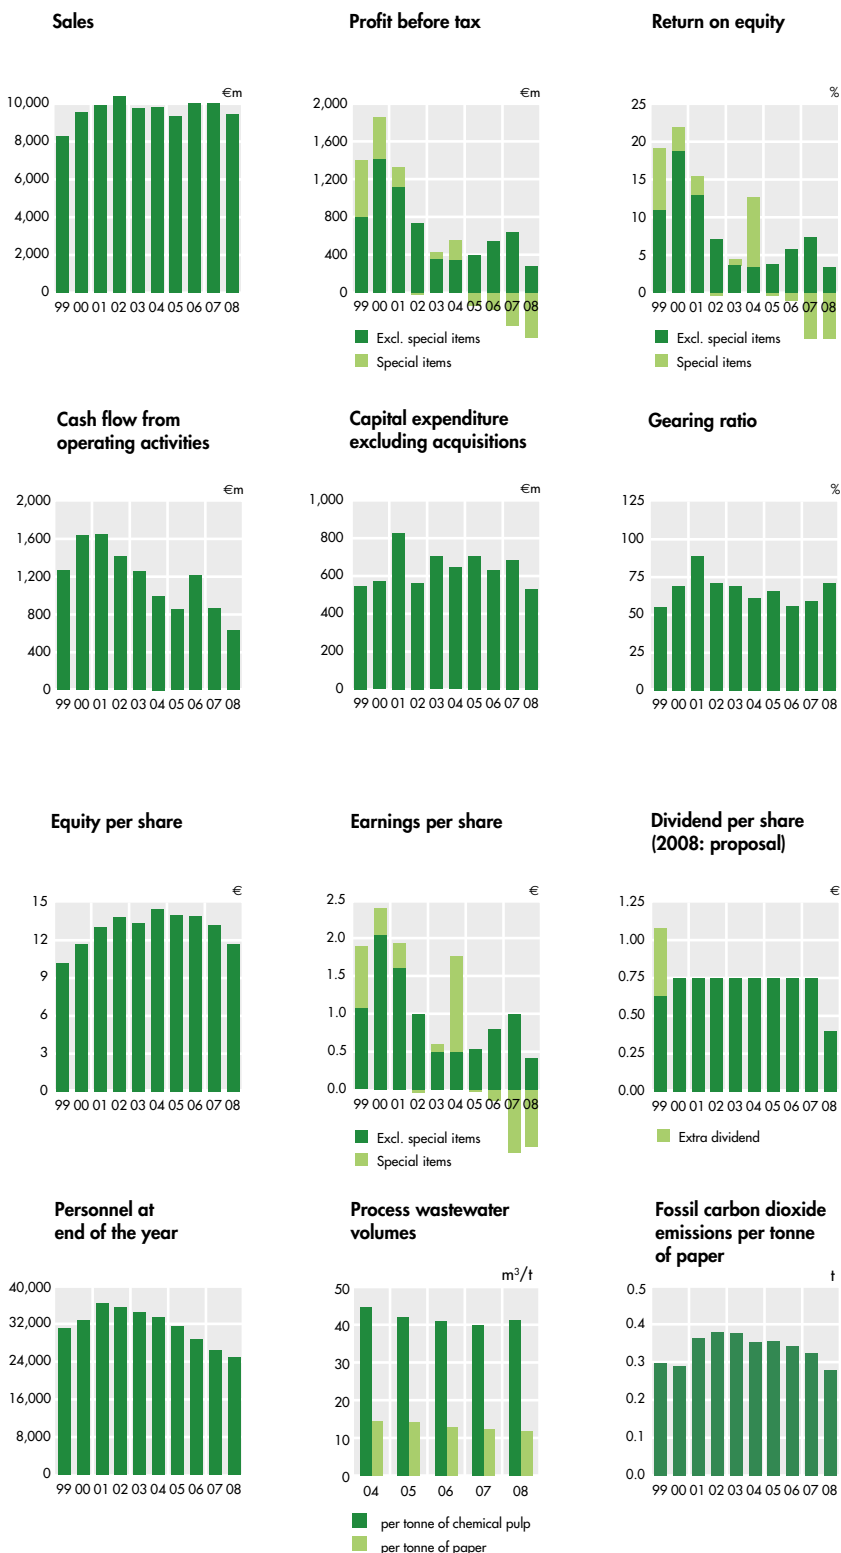 Sales
€m
10,000
8,000
6,000
4,000
2,000
0
99 00 01 02 03 04 05 06 07 08
Profit before tax
€m
2,000
1,600
1,200
800
400
0
99 00 01 02 03 04 05 06 07 08
Excl. special items
Special items
Return on equity
%
25
20
15
10
5
0
99 00 01 02 03 04 05 06 07 08
Excl. special items
Special items
Cash flow from
operating activities
€m
2,000
1,600
1,200
800
400
0
99 00 01 02 03 04 05 06 07 08
Capital expenditure
excluding acquisitions
€m
1,000
800
600
400
200
0
99 00 01 02 03 04 05 06 07 08
Gearing ratio
%
125
100
75
50
25
0
99 00 01 02 03 04 05 06 07 08
Equity per share
€
15
12
9
6
3
0
99 00 01 02 03 04 05 06 07 08
Earnings per share
€
2.5
2.0
1.5
1.0
0.5
0.0
99 00 01 02 03 04 05 06 07 08
Excl. special items
Special items
Dividend per share
(2008: proposal)
€
1.25
1.00
0.75
0.50
0.25
0.00
99 00 01 02 03 04 05 06 07 08
Extra dividend
Personnel at
end of the year
40,000
32,000
24,000
16,000
8,000
0
99 00 01 02 03 04 05 06 07 08
Process wastewater
volumes
m³/t
50
40
30
20
10
0
04 05 06 07 08
per tonne of chemical pulp
per tonne of paper
Fossil carbon dioxide
emissions per tonne
of paper
t
0.5
0.4
0.3
0.2
0.1
0.0
99 00 01 02 03 04 05 06 07 08